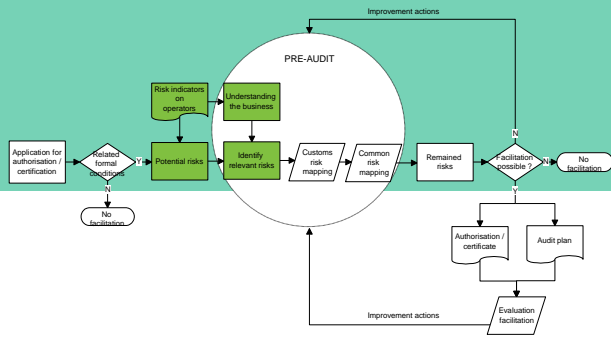 Improvement actions
PRE-AUDIT
Risk indicators
on
operators
Understanding
the business
N
Application for
authorisation /
certification
Related
formal
conditions
Y
Potential risks
Identify
relevant risks
Customs
risk
mapping
Common
risk
mapping
Remained
risks
Facilitation
possible ?
N
No
facilitation
N
No
facilitation
Y
Authorisation /
certificate
Audit plan
Improvement actions
Evaluation
facilitation